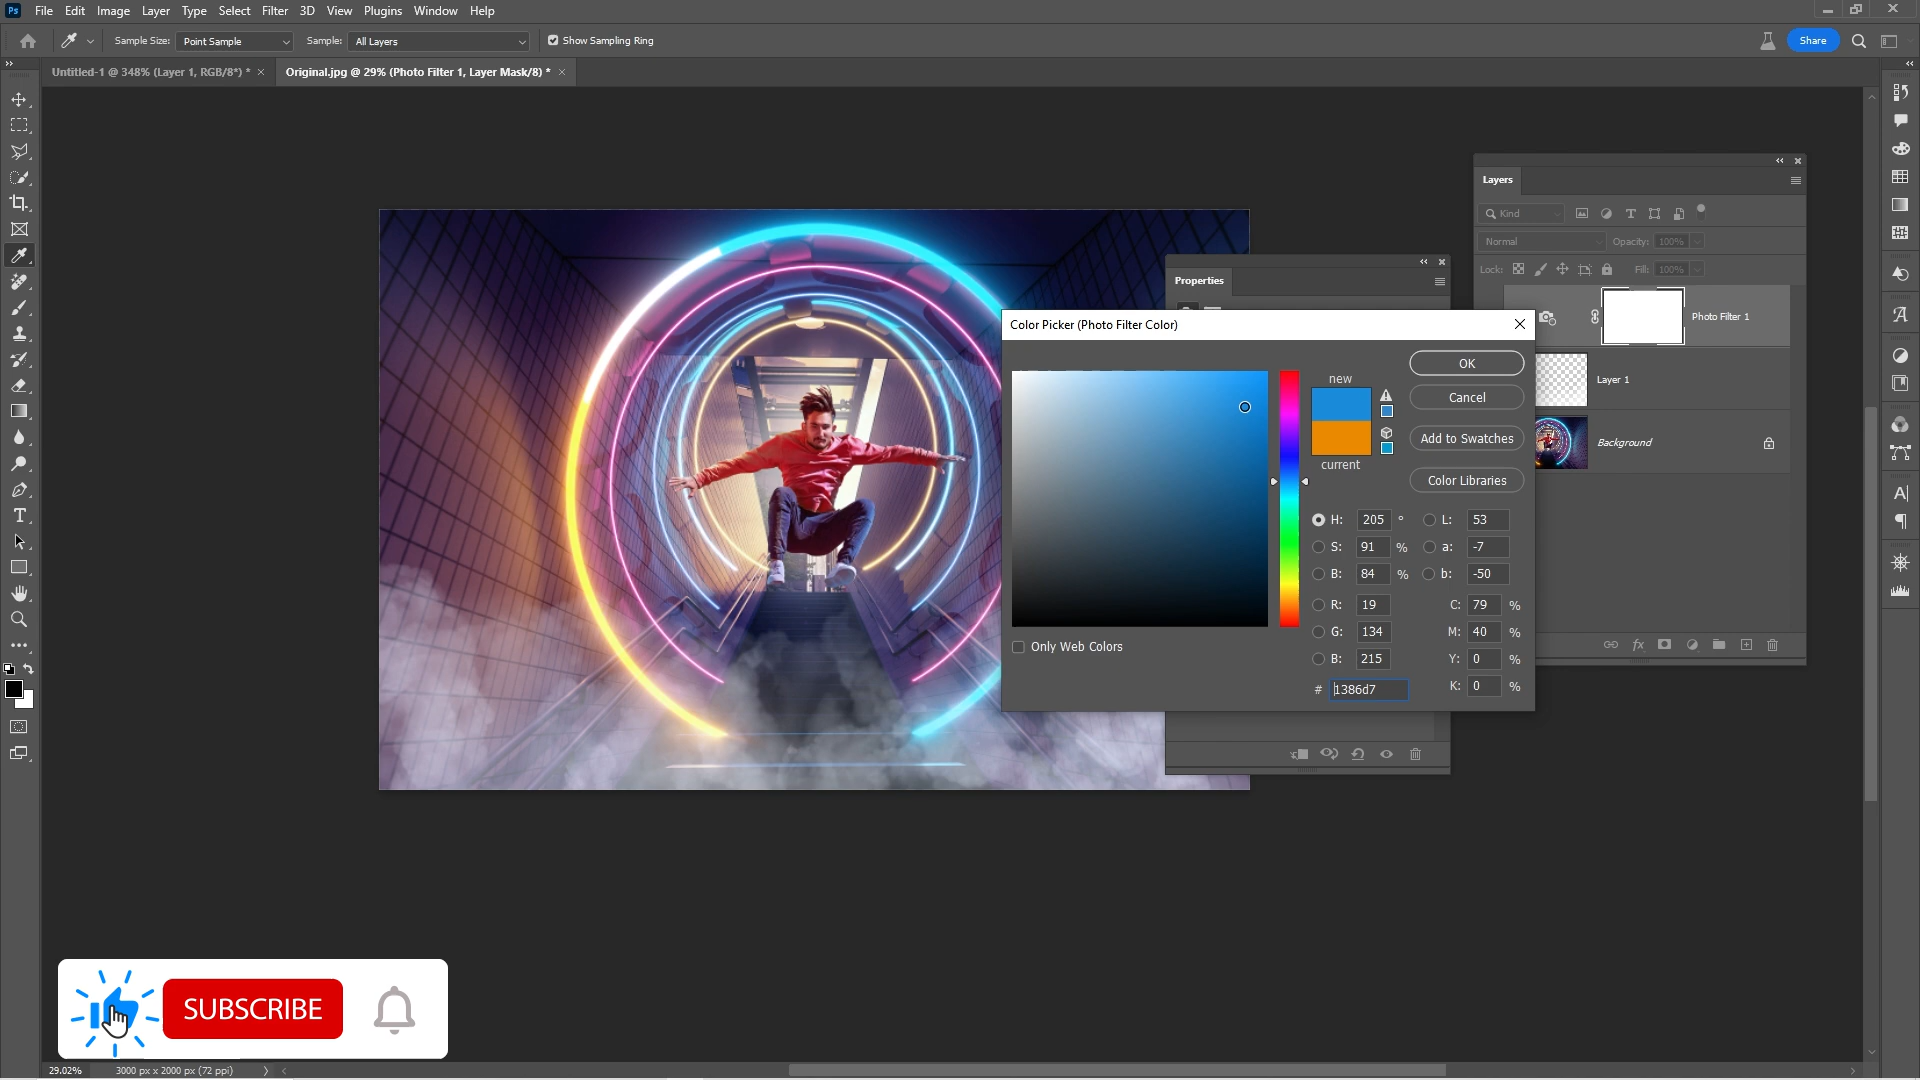 Ps File Edit Image Layer Type Select Filter 3D View Plugins Window Help
Sample Size: Point Sample Sample: All Layers Show Sampling Ring Share
Untitled-1 @ 348% (Layer 1, RGB/8*) * × Original.jpg @ 29% (Photo Filter 1, Layer Mask/8) * ×
Layers
Kind
Normal Opacity: 100%
Lock: Fill: 100%
Photo Filter 1
Layer 1
Background
Properties
Color Picker (Photo Filter Color)
new
current
OK
Cancel
Add to Swatches
Color Libraries
H: 205 ° L: 53
S: 91 % a: -7
B: 84 % b: -50
R: 19 C: 79 %
G: 134 M: 40 %
B: 215 Y: 0 %
# 1386d7 K: 0 %
Only Web Colors
SUBSCRIBE
29.02% 3000 px x 2000 px (72 ppi)